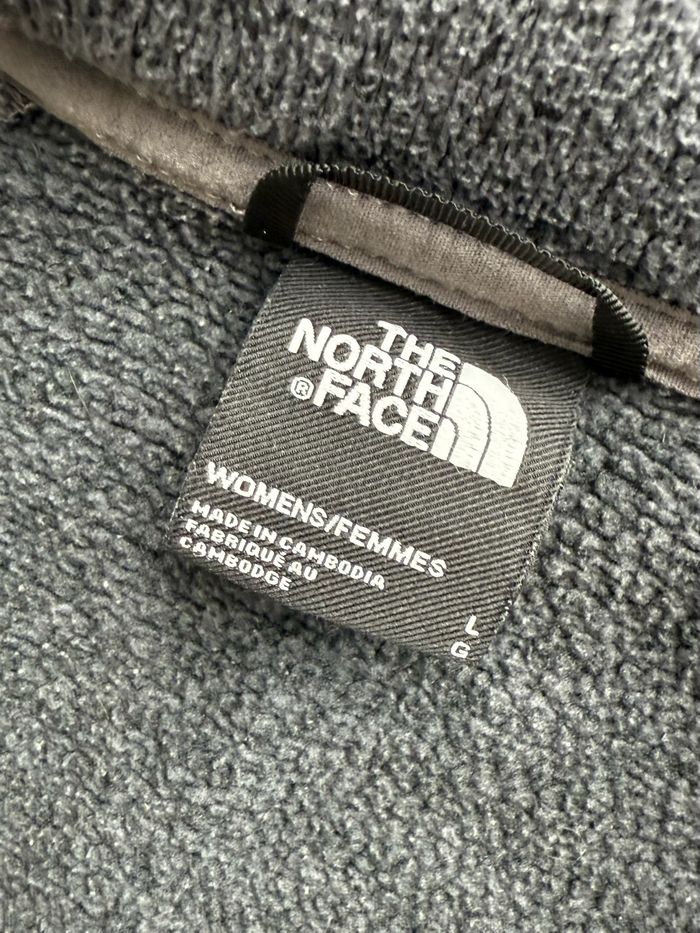 THE
NORTH
®FACE
WOMENS/FEMMES
MADE IN CAMBODIA
FABRIQUÉ AU
CAMBODGE
L
G